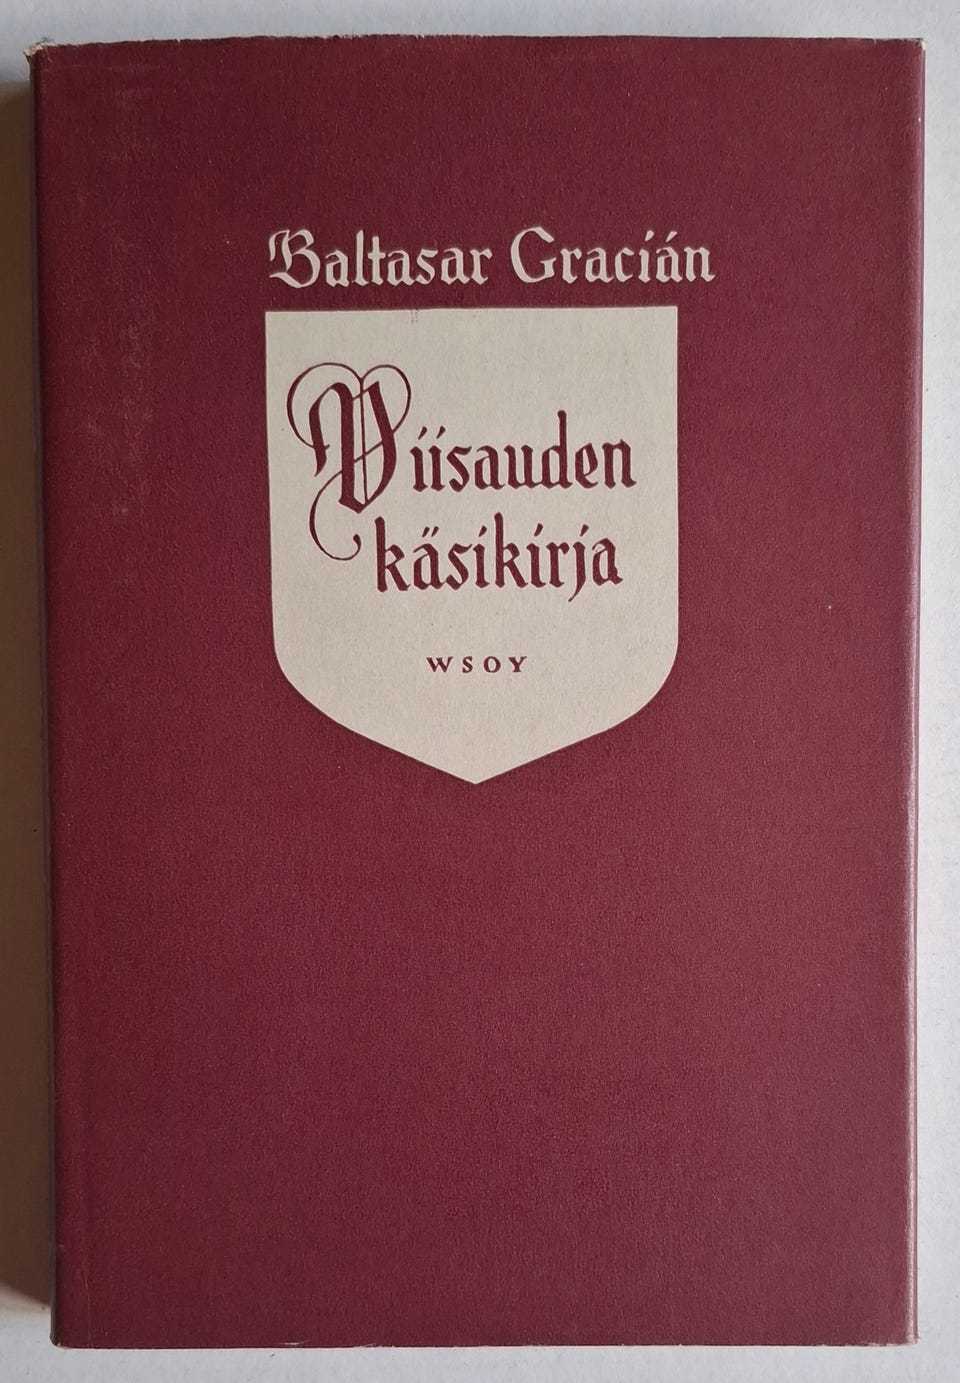 Baltasar Gracián
Viisauden
käsikirja
WSOY